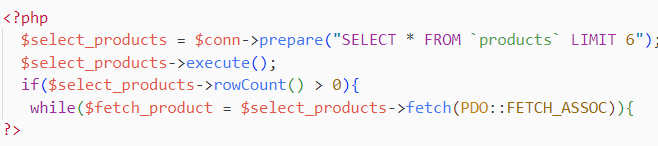 <?php
$select_products = $conn->prepare("SELECT * FROM `products` LIMIT 6");
$select_products->execute();
if($select_products->rowCount() > 0){
while($fetch_product = $select_products->fetch(PDO::FETCH_ASSOC)){
?>